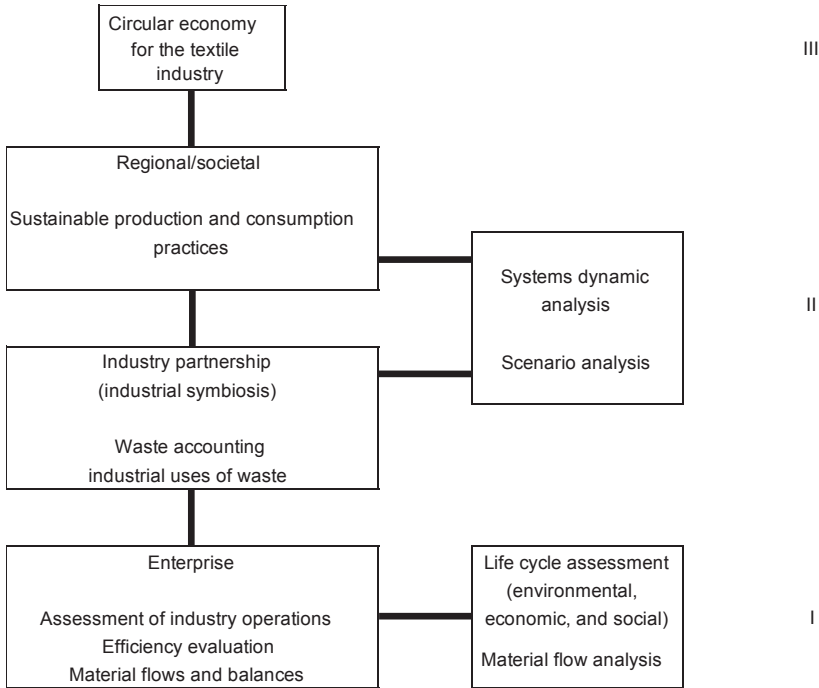 Circular economy
for the textile
industry
III
Regional/societal
Sustainable production and consumption
practices
Systems dynamic
analysis
Scenario analysis
II
Industry partnership
(industrial symbiosis)
Waste accounting
industrial uses of waste
Enterprise
Assessment of industry operations
Efficiency evaluation
Material flows and balances
Life cycle assessment
(environmental,
economic, and social)
Material flow analysis
I